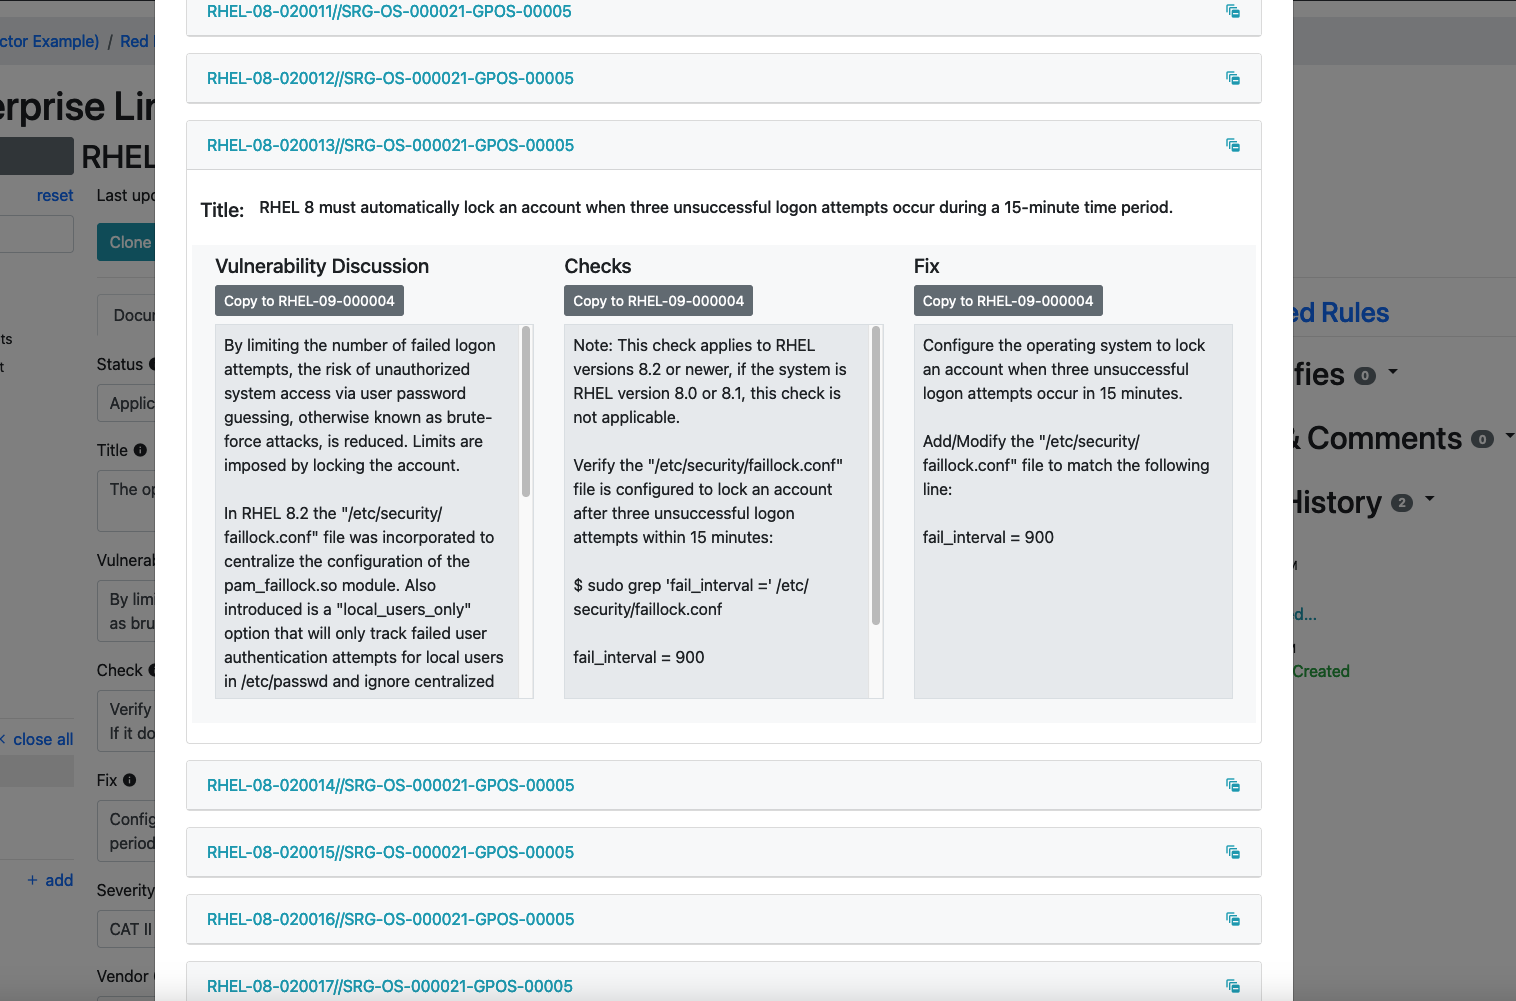 RHEL-08-020011//SRG-OS-000021-GPOS-00005
ctor Example) / Red
RHEL-08-020012//SRG-OS-000021-GPOS-00005
erprise Lin
RHEL-08-020013//SRG-OS-000021-GPOS-00005
RHEL
reset
Last upd
Title: RHEL 8 must automatically lock an account when three unsuccessful logon attempts occur during a 15-minute time period.
Clone
Vulnerability Discussion
Copy to RHEL-09-000004
By limiting the number of failed logon
attempts, the risk of unauthorized
system access via user password
guessing, otherwise known as brute-
force attacks, is reduced. Limits are
imposed by locking the account.
In RHEL 8.2 the "/etc/security/
faillock.conf" file was incorporated to
centralize the configuration of the
pam_faillock.so module. Also
introduced is a "local_users_only"
option that will only track failed user
authentication attempts for local users
in /etc/passwd and ignore centralized
Checks
Copy to RHEL-09-000004
Note: This check applies to RHEL
versions 8.2 or newer, if the system is
RHEL version 8.0 or 8.1, this check is
not applicable.
Verify the "/etc/security/faillock.conf"
file is configured to lock an account
after three unsuccessful logon
attempts within 15 minutes:
$ sudo grep 'fail_interval =' /etc/
security/faillock.conf
fail_interval = 900
Fix
Copy to RHEL-09-000004
Configure the operating system to lock
an account when three unsuccessful
logon attempts occur in 15 minutes.
Add/Modify the "/etc/security/
faillock.conf" file to match the following
line:
fail_interval = 900
Docu
ts
t
Status
Applic
Title
The op
Vulnerab
By limi
as bru
Check
Verify
If it do
close all
Fix
Config
period
+ add
Severity
CAT II
Vendor
ed Rules
fies 0
& Comments 0
History 2
M
d...
M
Created
RHEL-08-020014//SRG-OS-000021-GPOS-00005
RHEL-08-020015//SRG-OS-000021-GPOS-00005
RHEL-08-020016//SRG-OS-000021-GPOS-00005
RHEL-08-020017//SRG-OS-000021-GPOS-00005